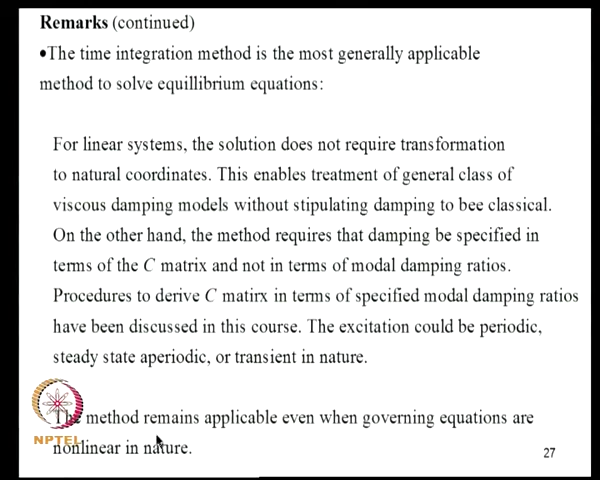 Remarks (continued)
•The time integration method is the most generally applicable
method to solve equillibrium equations:
For linear systems, the solution does not require transformation
to natural coordinates. This enables treatment of general class of
viscous damping models without stipulating damping to bee classical.
On the other hand, the method requires that damping be specified in
terms of the C matrix and not in terms of modal damping ratios.
Procedures to derive C matirx in terms of specified modal damping ratios
have been discussed in this course. The excitation could be periodic,
steady state aperiodic, or transient in nature.
The method remains applicable even when governing equations are
nonlinear in nature.
NPTEL
27